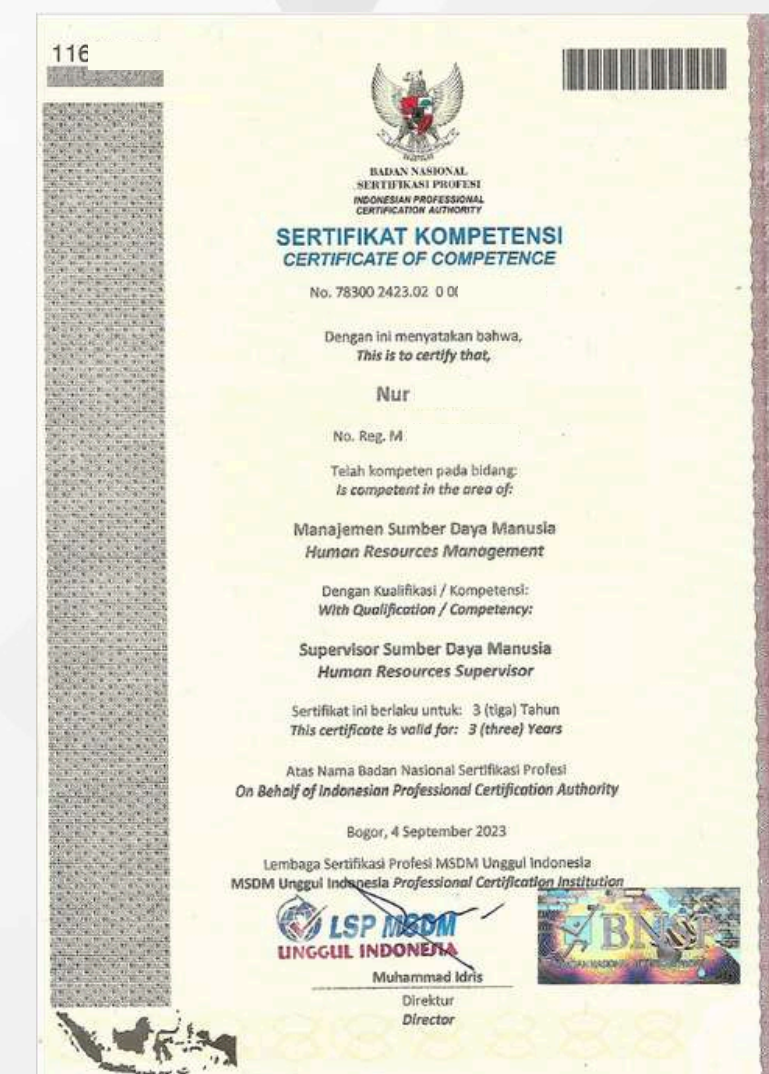 116
BADAN NASIONAL
SERTIFIKASI PROFESI
INDONESIAN PROFESSIONAL
CERTIFICATION AUTHORITY
SERTIFIKAT KOMPETENSI
CERTIFICATE OF COMPETENCE
No. 78300 2423.02 0 0
Dengan ini menyatakan bahwa,
This is to certify that,
Nur
No. Reg. M
Telah kompeten pada bidang:
Is competent in the area of:
Manajemen Sumber Daya Manusia
Human Resources Management
Dengan Kualifikasi / Kompetensi:
With Qualification / Competency:
Supervisor Sumber Daya Manusia
Human Resources Supervisor
Sertifikat ini berlaku untuk: 3 (tiga) Tahun
This certificate is valid for: 3 (three) Years
Atas Nama Badan Nasional Sertifikasi Profesi
On Behalf of Indonesian Professional Certification Authority
Bogor, 4 September 2023
Lembaga Sertifikasi Profesi MSDM Unggul Indonesia
MSDM Unggul Indonesia Professional Certification Institution
LSP MSDM
UNGGUL INDONESIA
BNSP
Muhammad Idris
Direktur
Director